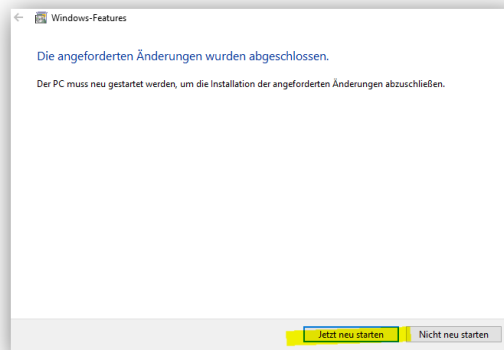 Windows-Features
Die angeforderten Änderungen wurden abgeschlossen.
Der PC muss neu gestartet werden, um die Installation der angeforderten Änderungen abzuschließen.
Jetzt neu starten
Nicht neu starten